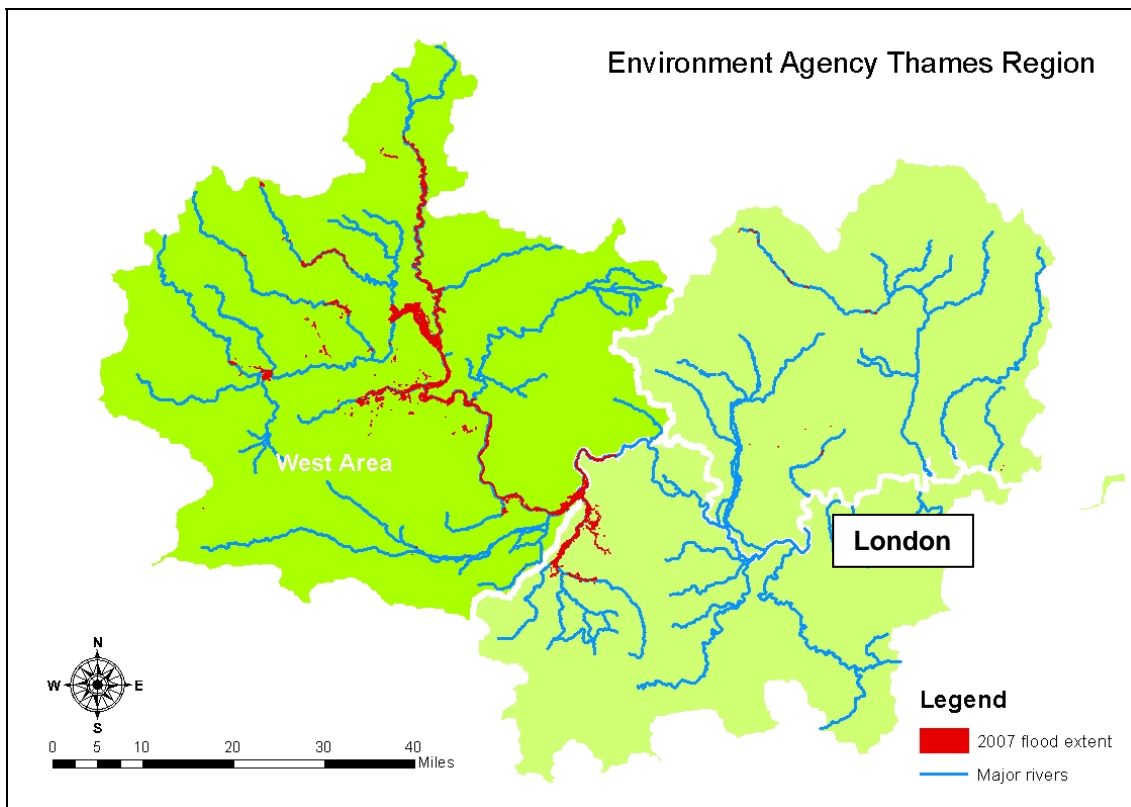 Environment Agency Thames Region
West Area
London
N
W E
S
0 5 10 20 30 40
Miles
Legend
2007 flood extent
Major rivers